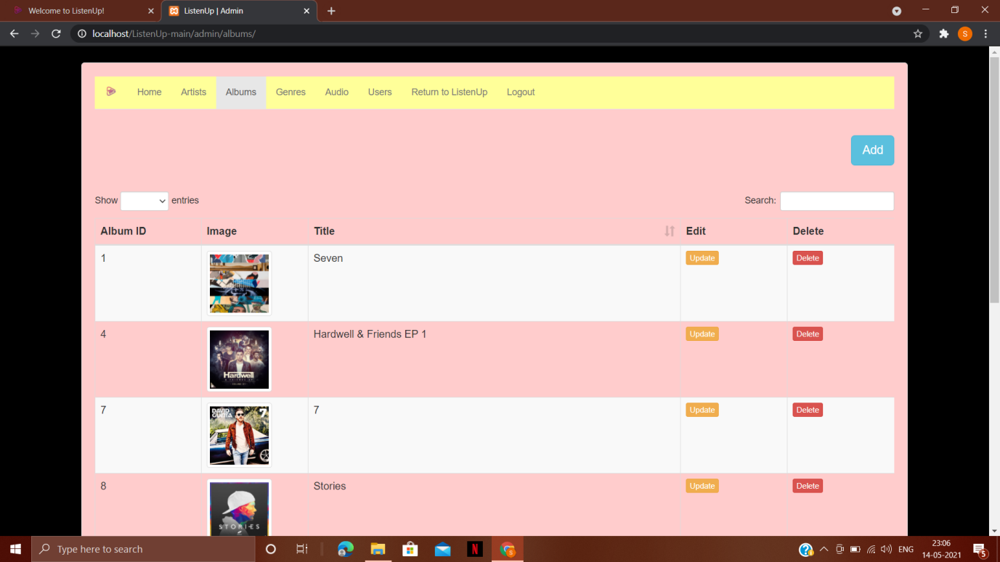 Welcome to ListenUp!
ListenUp | Admin
localhost/ListenUp-main/admin/albums/
S
Home Artists Albums Genres Audio Users Return to ListenUp Logout
Add
Show entries Search:
Album ID Image Title Edit Delete
1 Seven Update Delete
4 Hardwell & Friends EP 1 Update Delete
Hardwell
7 7 Update Delete
DAVID GUETTA 7
8 Stories Update Delete
STORIES
Type here to search
N
S
ENG
23:06
14-05-2021
5